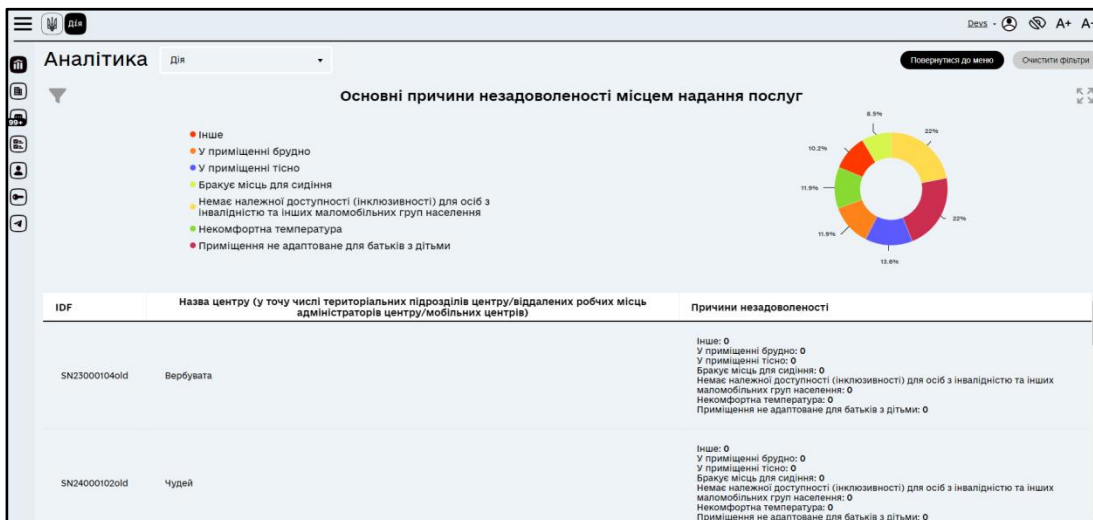 Дія
Devs - A+ A-
Аналітика Дія Повернутися до меню Очистити фільтри
Основні причини незадоволеності місцем надання послуг
99+
Інше
У приміщенні брудно
У приміщенні тісно
Бракує місць для сидіння
Немає належної доступності (інклюзивності) для осіб з
інвалідністю та інших маломобільних груп населення
Некомфортна температура
Приміщення не адаптоване для батьків з дітьми
8.5%
22%
10.2%
11.9%
22%
11.9%
13.6%
IDF
Назва центру (у точу числі територіальних підрозділів центру/віддалених робчих місць
адміністраторів центру/мобільних центрів)
Причини незадоволеності
SN23000104old Вербувата
Інше: 0
У приміщенні брудно: 0
У приміщенні тісно: 0
Бракує місць для сидіння: 0
Немає належної доступності (інклюзивності) для осіб з інвалідністю та інших
маломобільних груп населення: 0
Некомфортна температура: 0
Приміщення не адаптоване для батьків з дітьми: 0
SN24000102old Чудей
Інше: 0
У приміщенні брудно: 0
У приміщенні тісно: 0
Бракує місць для сидіння: 0
Немає належної доступності (інклюзивності) для осіб з інвалідністю та інших
маломобільних груп населення: 0
Некомфортна температура: 0
Приміщення не адаптоване для батьків з дітьми: 0